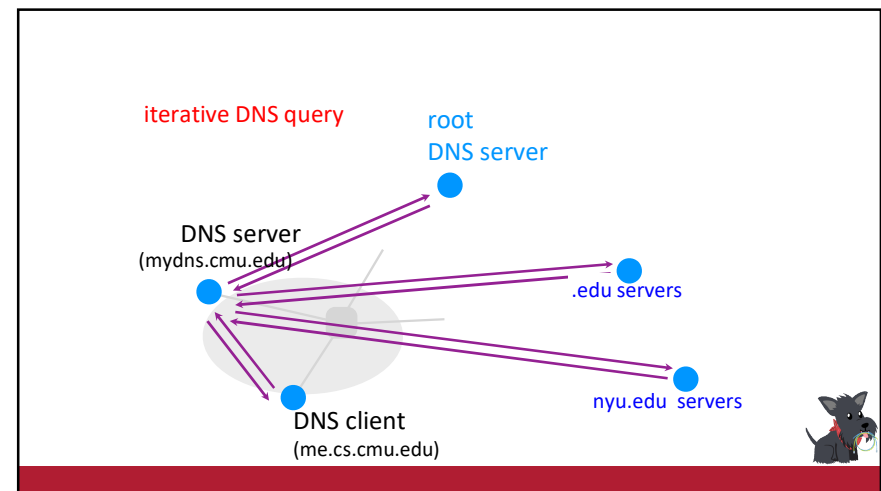 iterative DNS query
root
DNS server
DNS server
(mydns.cmu.edu)
.edu servers
nyu.edu servers
DNS client
(me.cs.cmu.edu)